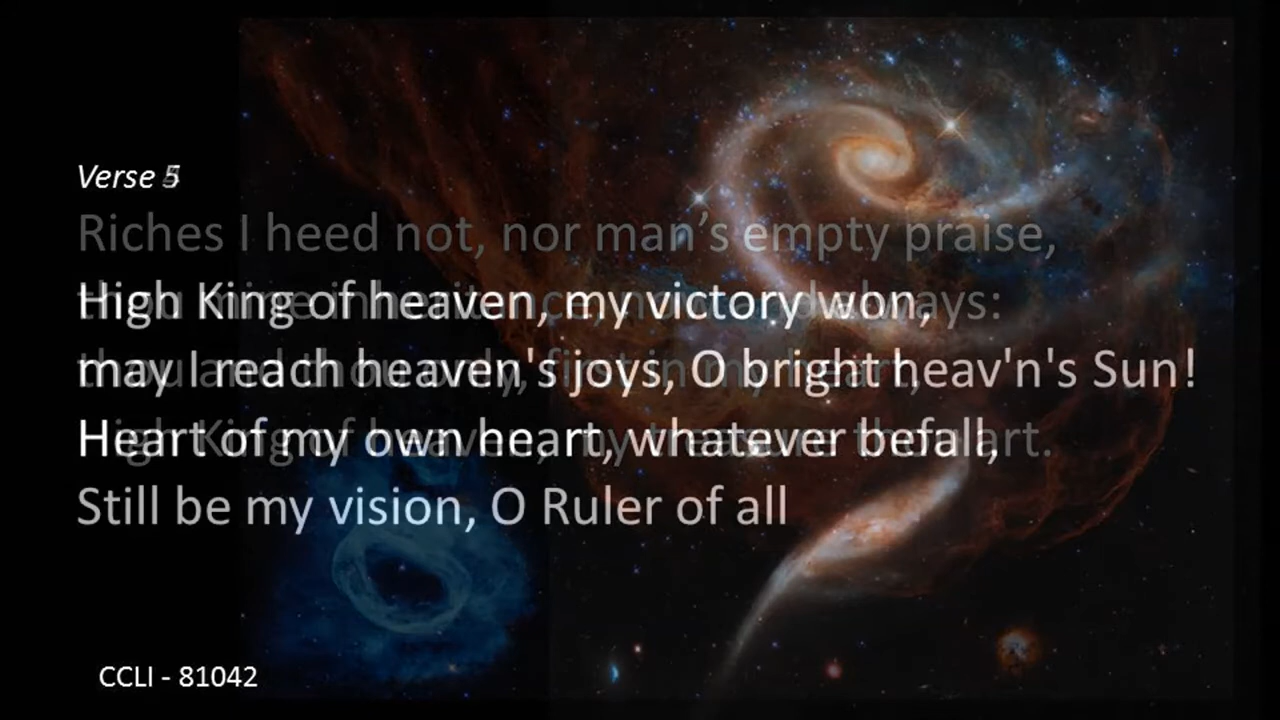 Verse 5
Riches I heed not, nor man’s empty praise,
High King of heaven, my victory won,
may I reach heaven's joys, O bright heav'n's Sun!
Heart of my own heart, whatever befall,
Still be my vision, O Ruler of all
CCLI - 81042